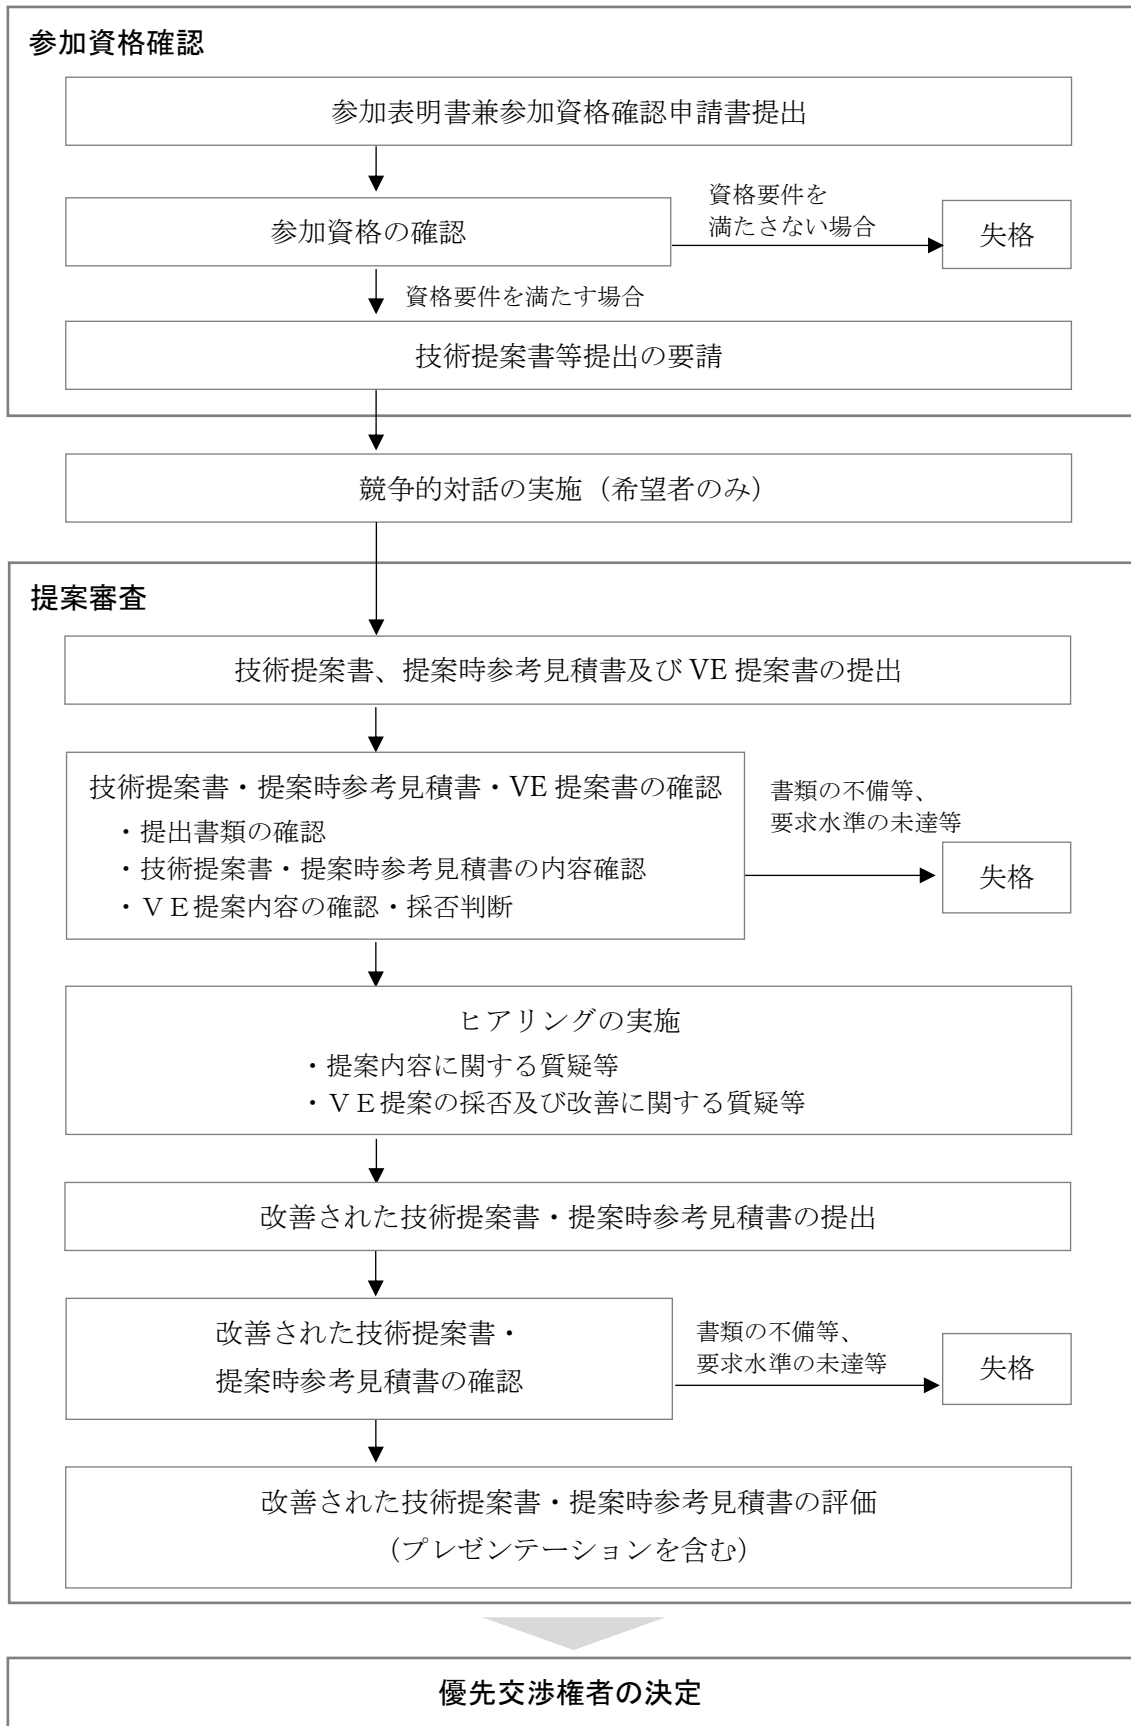 参加資格確認
参加表明書兼参加資格確認申請書提出
参加資格の確認
資格要件を
満たさない場合
失格
資格要件を満たす場合
技術提案書等提出の要請
競争的対話の実施（希望者のみ）
提案審査
技術提案書、提案時参考見積書及び VE 提案書の提出
技術提案書・提案時参考見積書・VE 提案書の確認
・提出書類の確認
・技術提案書・提案時参考見積書の内容確認
・ＶＥ提案内容の確認・採否判断
書類の不備等、
要求水準の未達等
失格
ヒアリングの実施
・提案内容に関する質疑等
・ＶＥ提案の採否及び改善に関する質疑等
改善された技術提案書・提案時参考見積書の提出
改善された技術提案書・
提案時参考見積書の確認
書類の不備等、
要求水準の未達等
失格
改善された技術提案書・提案時参考見積書の評価
（プレゼンテーションを含む）
優先交渉権者の決定